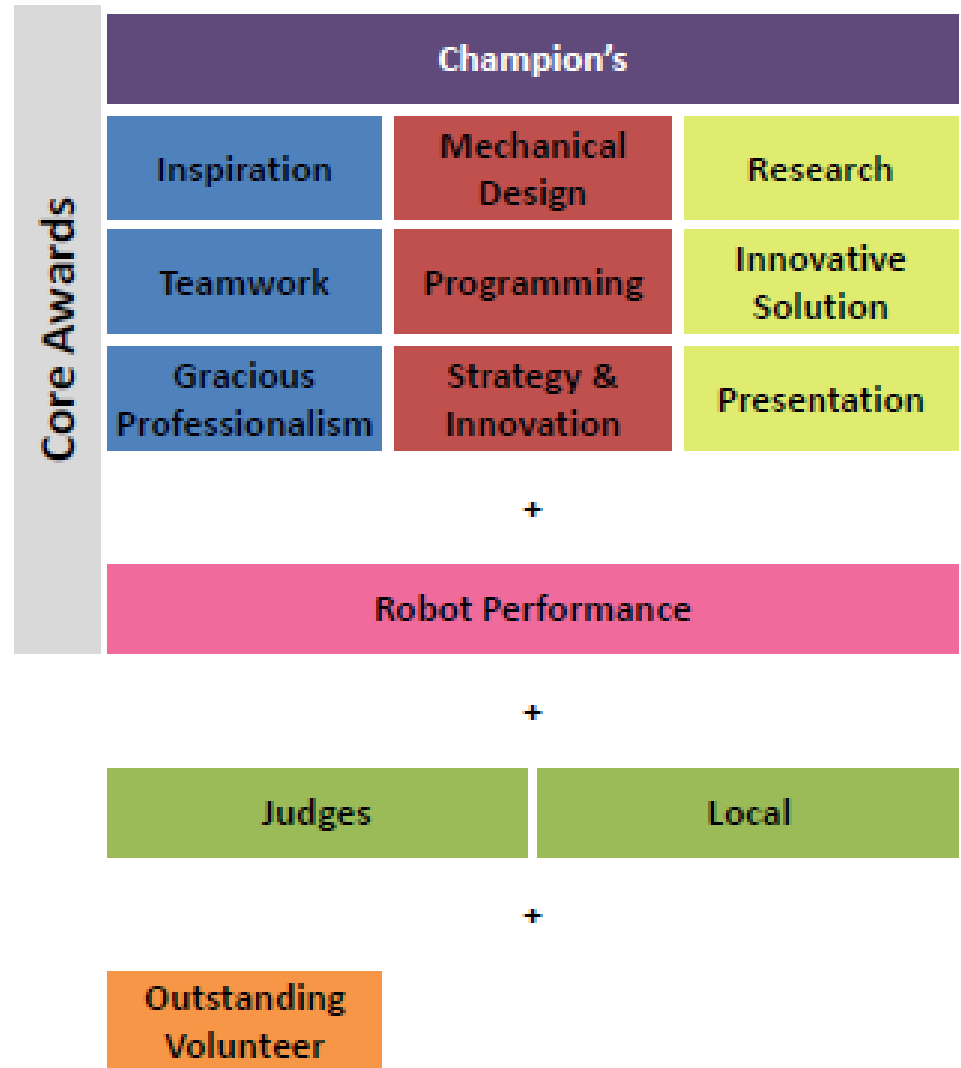 Core Awards
Champion's
Inspiration
Mechanical
Design
Research
Teamwork
Programming
Innovative
Solution
Gracious
Professionalism
Strategy &
Innovation
Presentation
+
Robot Performance
+
Judges
Local
+
Outstanding
Volunteer